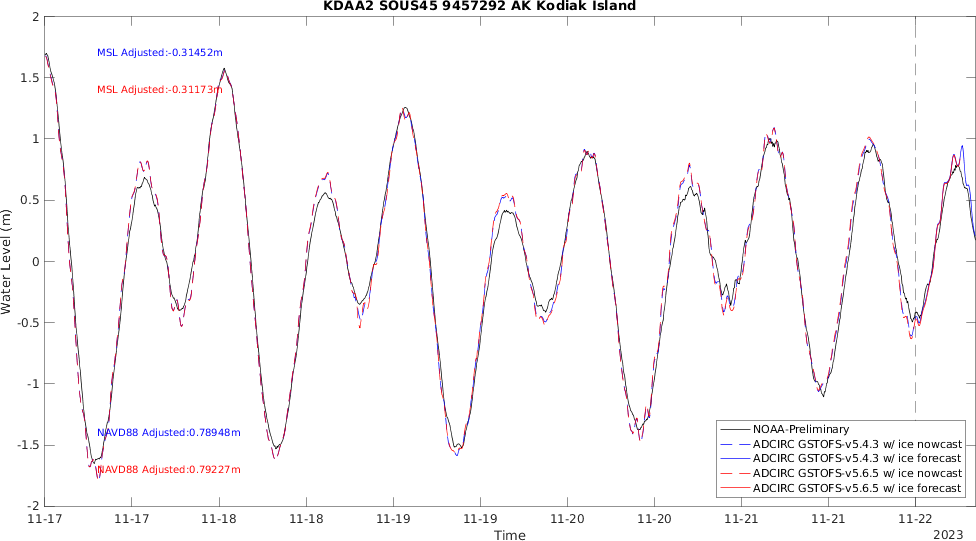 KDAA2 SOUS45 9457292 AK Kodiak Island
2
1.5
1
0.5
0
-0.5
-1
-1.5
-2
Water Level (m)
MSL Adjusted:-0.31452m
MSL Adjusted:-0.31173m
NAVD88 Adjusted:0.78948m
NAVD88 Adjusted:0.79227m
NOAA-Preliminary
ADCIRC GSTOFS-v5.4.3 w/ ice nowcast
ADCIRC GSTOFS-v5.4.3 w/ ice forecast
ADCIRC GSTOFS-v5.6.5 w/ ice nowcast
ADCIRC GSTOFS-v5.6.5 w/ ice forecast
11-17 11-17 11-18 11-18 11-19 11-19 11-20 11-20 11-21 11-21 11-22
2023
Time